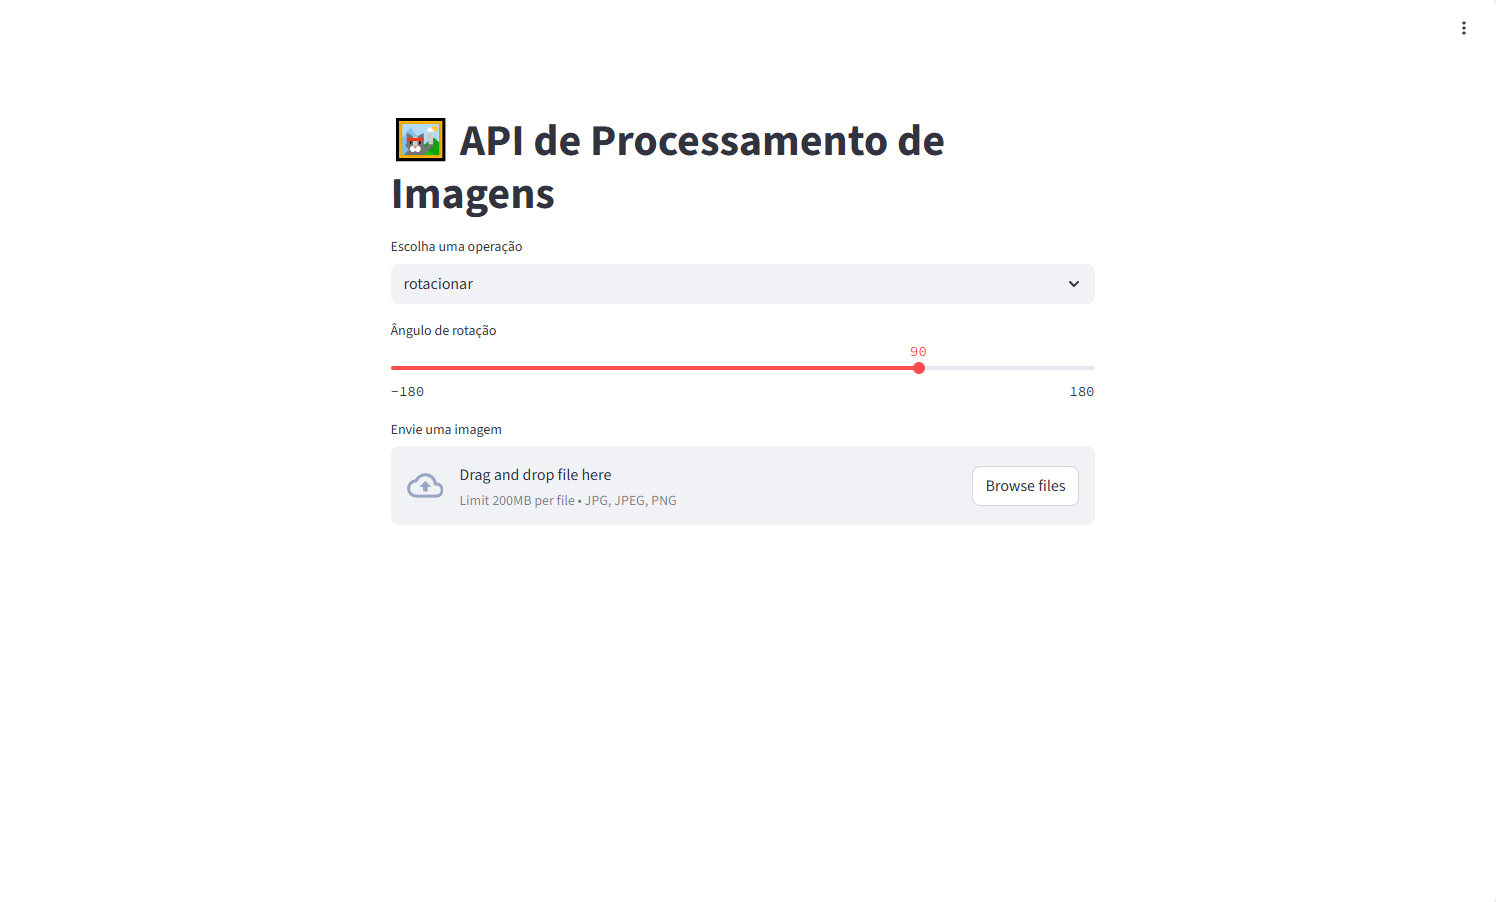 API de Processamento de
Imagens
Escolha uma operação
rotacionar
Ângulo de rotação
90
-180
180
Envie uma imagem
Drag and drop file here
Limit 200MB per file • JPG, JPEG, PNG
Browse files